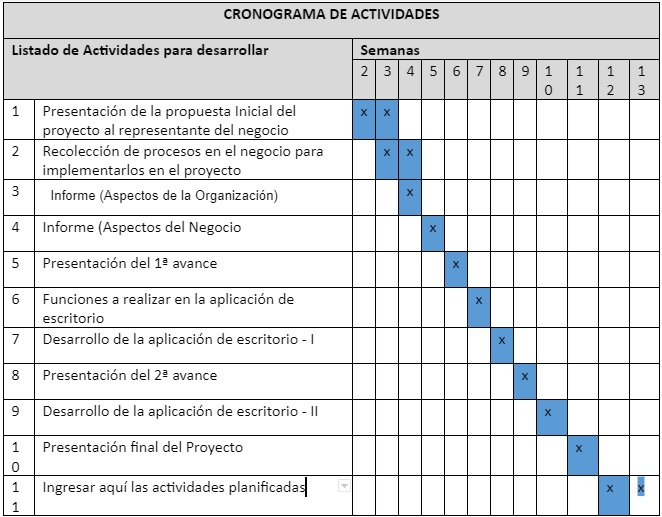 CRONOGRAMA DE ACTIVIDADES
Listado de Actividades para desarrollar
Semanas
2 3 4 5 6 7 8 9 10 11 12 13
1 Presentación de la propuesta Inicial del x x
proyecto al representante del negocio
2 Recolección de procesos en el negocio para x x
implementarlos en el proyecto
3 Informe (Aspectos de la Organización) x
4 Informe (Aspectos del Negocio x
5 Presentación del 1ª avance x
6 Funciones a realizar en la aplicación de x
escritorio
7 Desarrollo de la aplicación de escritorio - I x
8 Presentación del 2ª avance x
9 Desarrollo de la aplicación de escritorio - II x
10 Presentación final del Proyecto x
11 Ingresar aquí las actividades planificadas x x